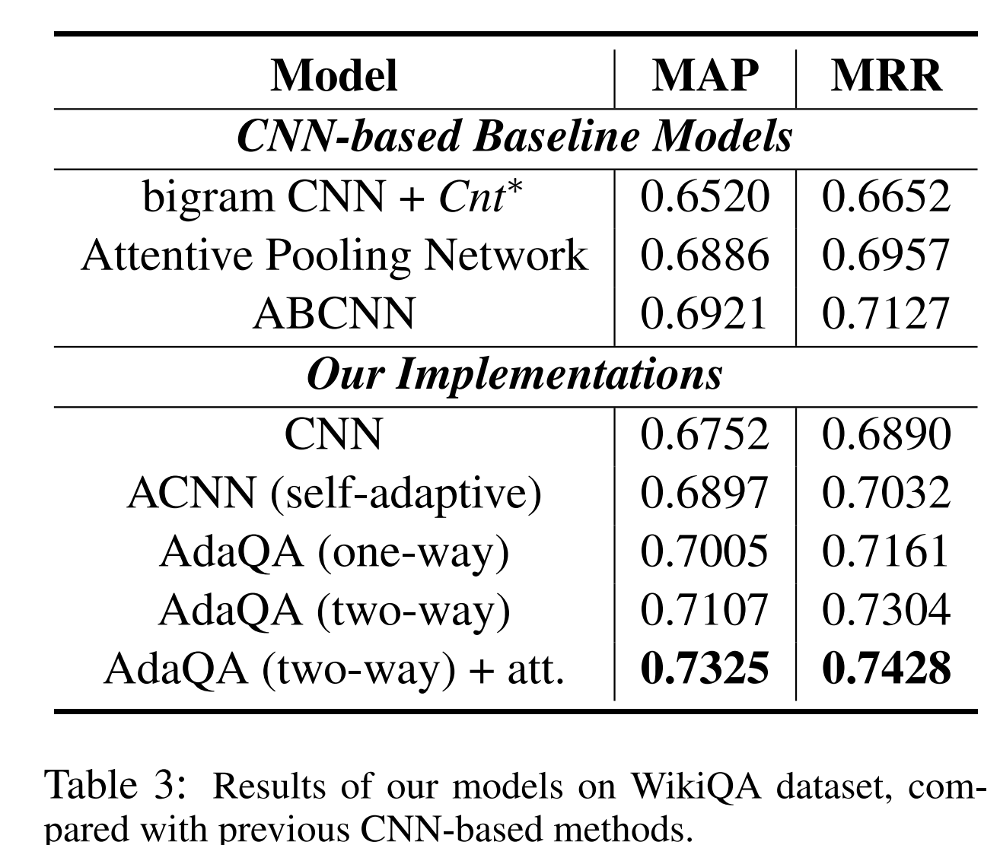 Model MAP MRR
CNN-based Baseline Models
bigram CNN + Cnt* 0.6520 0.6652
Attentive Pooling Network 0.6886 0.6957
ABCNN 0.6921 0.7127
Our Implementations
CNN 0.6752 0.6890
ACNN (self-adaptive) 0.6897 0.7032
AdaQA (one-way) 0.7005 0.7161
AdaQA (two-way) 0.7107 0.7304
AdaQA (two-way) + att. 0.7325 0.7428
Table 3: Results of our models on WikiQA dataset, com-
pared with previous CNN-based methods.